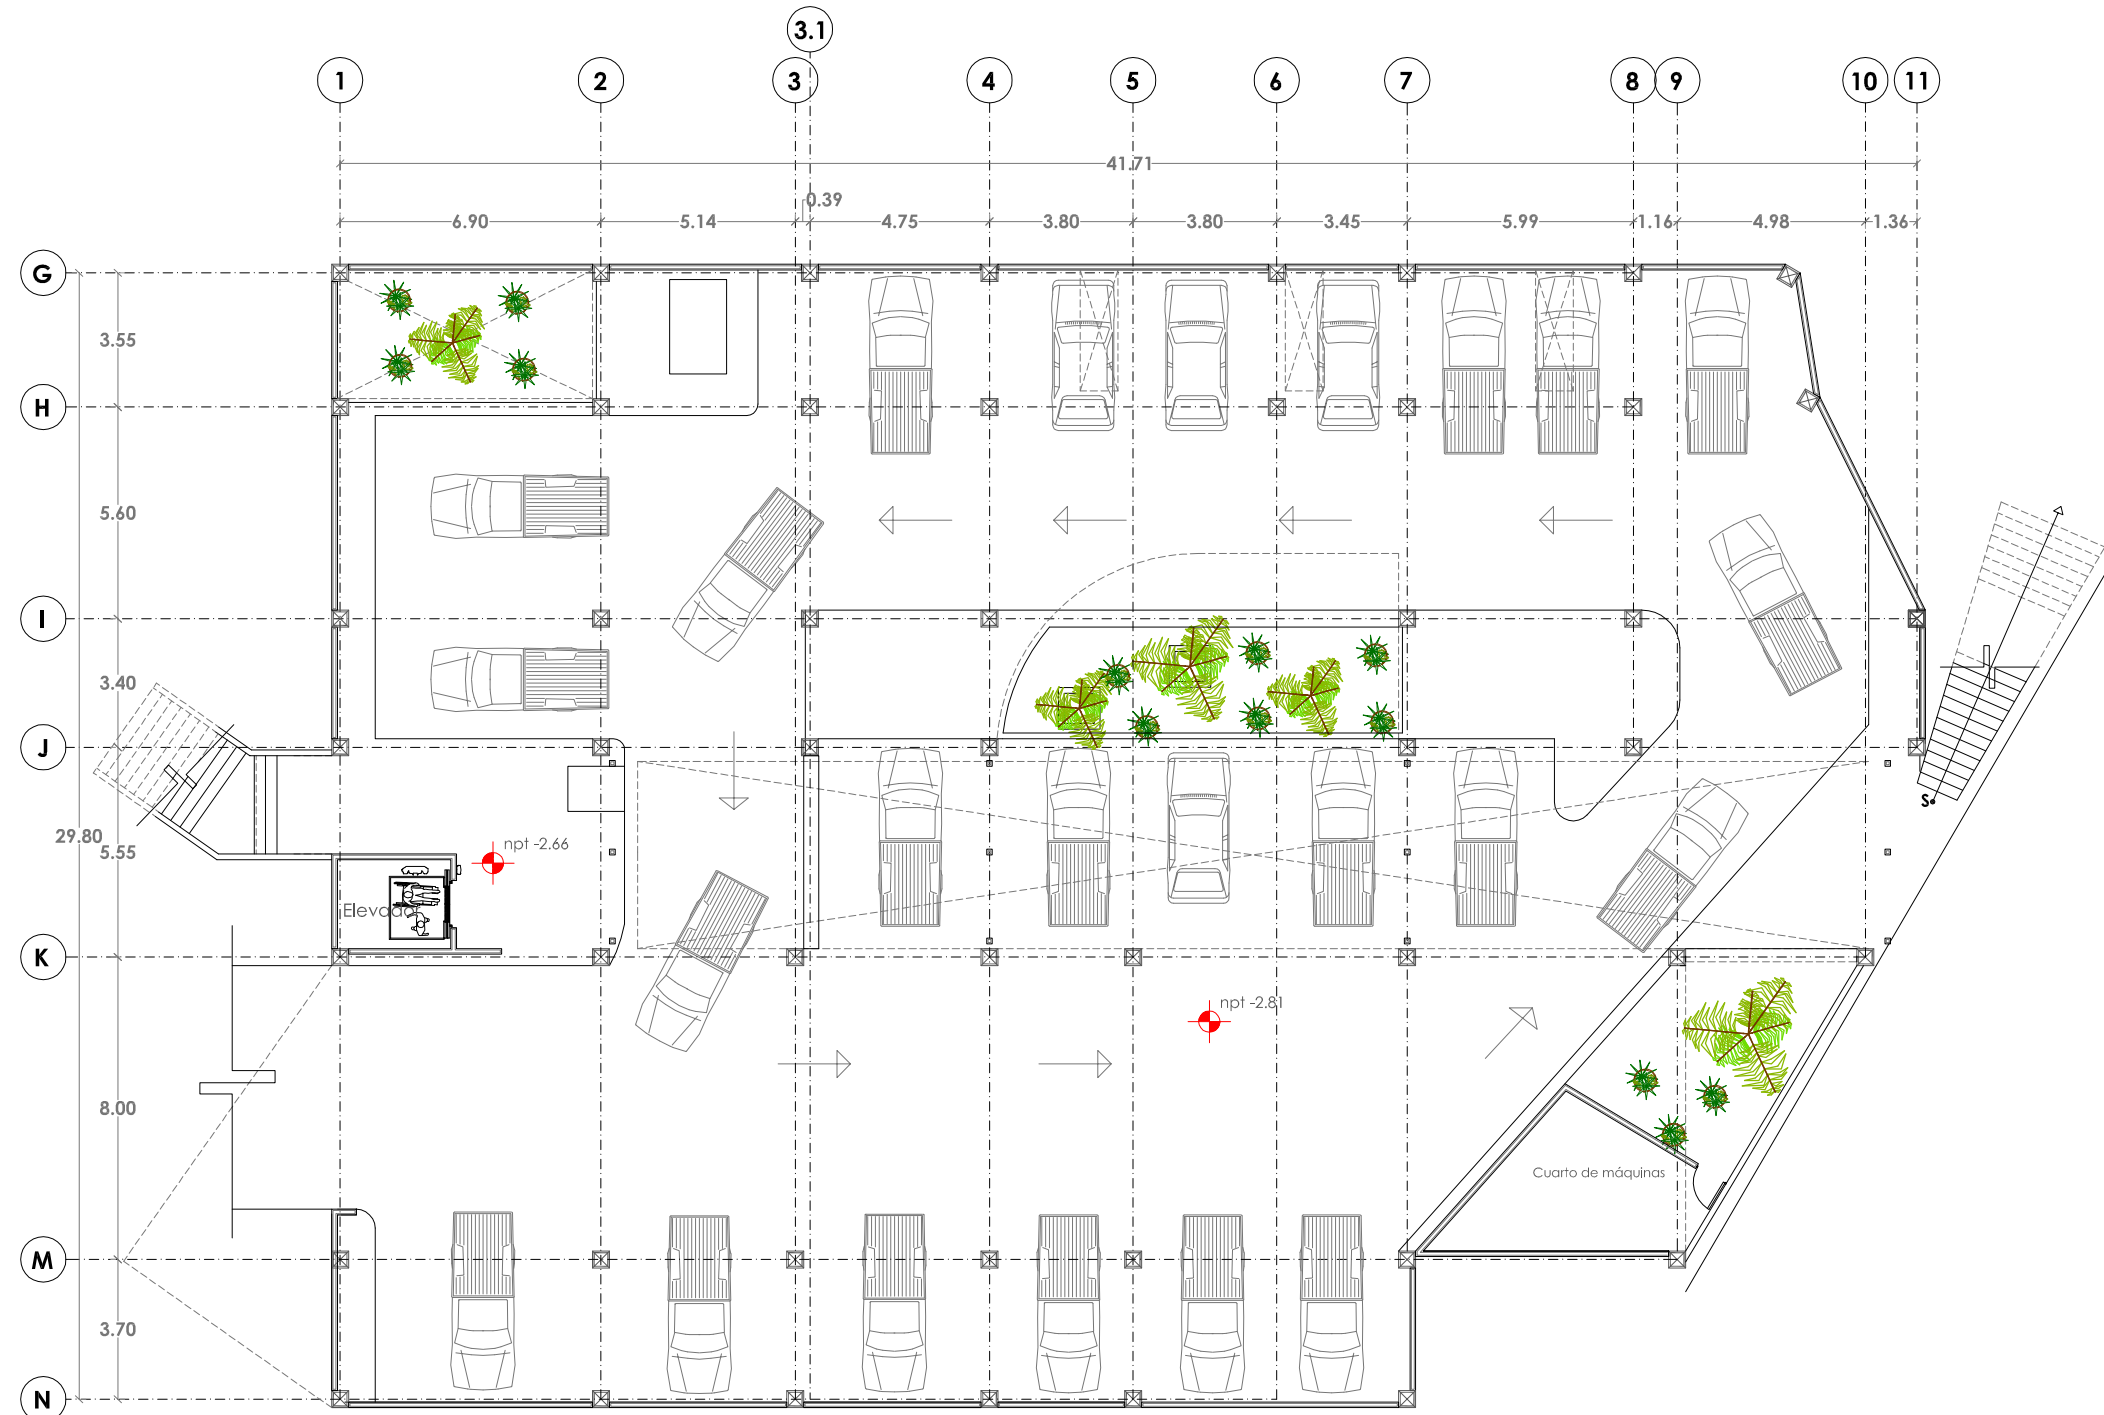 3.1
1 2 3 4 5 6 7 8 9 10 11
41.71
0.39
6.90 5.14 4.75 3.80 3.80 3.45 5.99 1.16 4.98 1.36
G
3.55
H
5.60
I
3.40
J
S
29.80
5.55
npt -2.66
Elevador
K
npt -2.81
8.00
Cuarto de máquinas
M
3.70
N